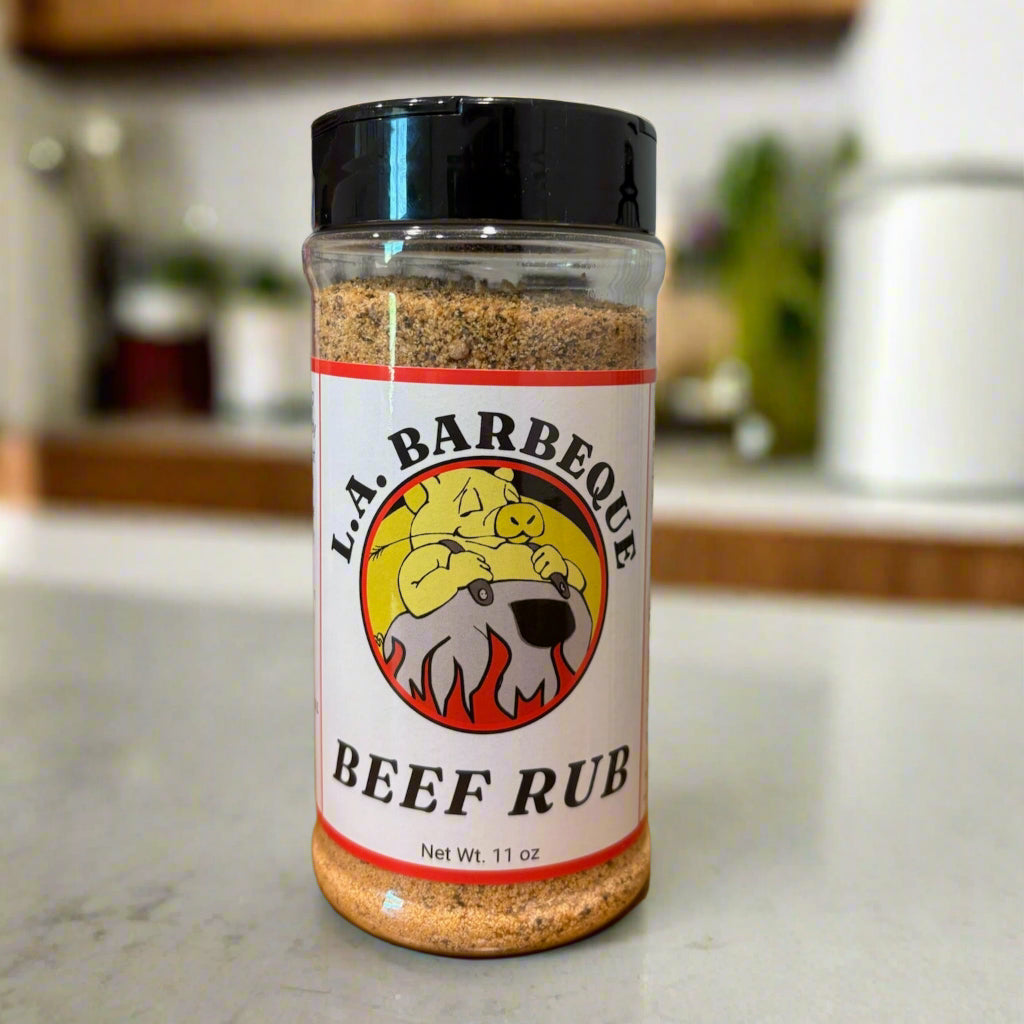 L.A. BARBEQUE
BEEF RUB
Net Wt. 11 oz